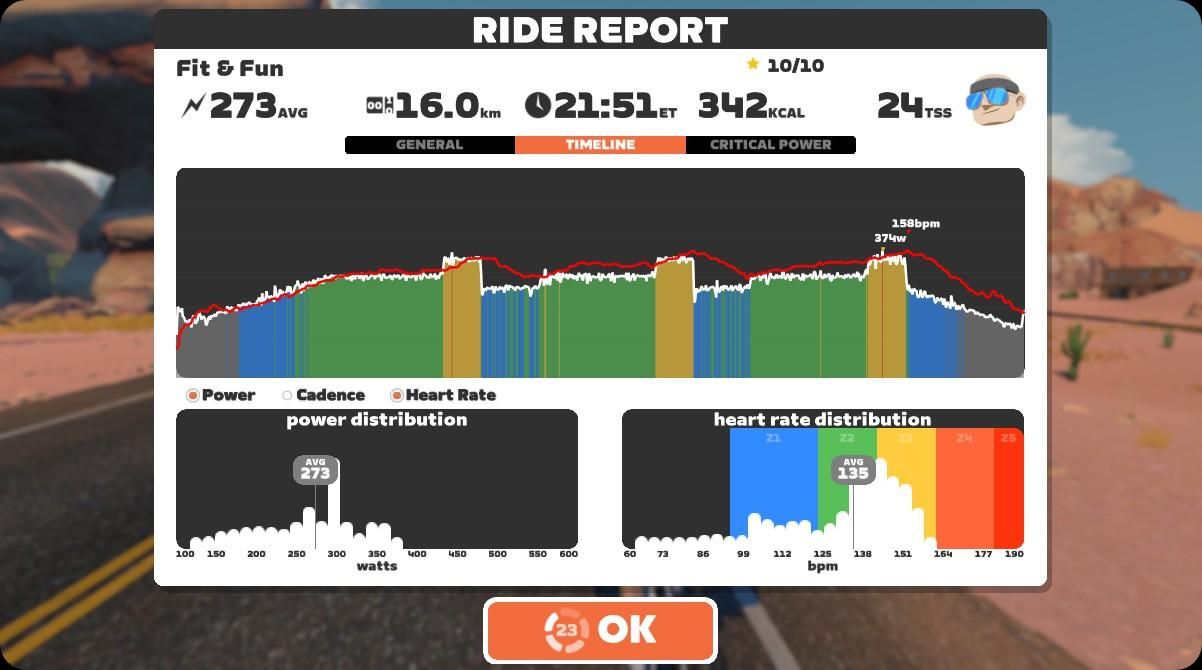 RIDE REPORT
Fit & Fun
10/10
273AVG 16.0km 21:51ET 342KCAL 24TSS
GENERAL TIMELINE CRITICAL POWER
158bpm
374w
Power Cadence Heart Rate
power distribution
AVG
273
100 150 200 250 300 350 400 450 500 550 600
watts
heart rate distribution
Z1 Z2 Z3 Z4 Z5
AVG
135
60 73 86 99 112 125 138 151 164 177 190
bpm
23 OK